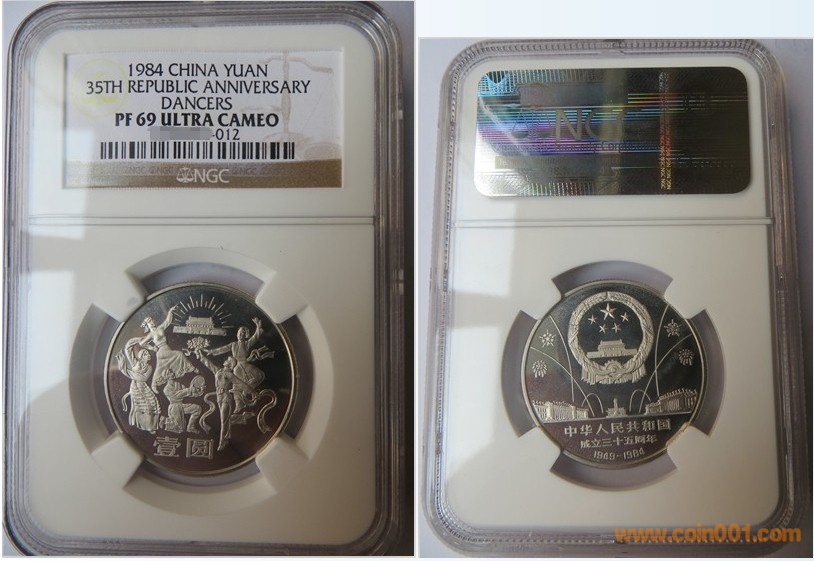 1984 CHINA YUAN
35TH REPUBLIC ANNIVERSARY
DANCERS
PF 69 ULTRA CAMEO
-012
NGC
壹圆
NGC
中华人民共和国
成立三十五周年
1949-1984
www.coin001.com